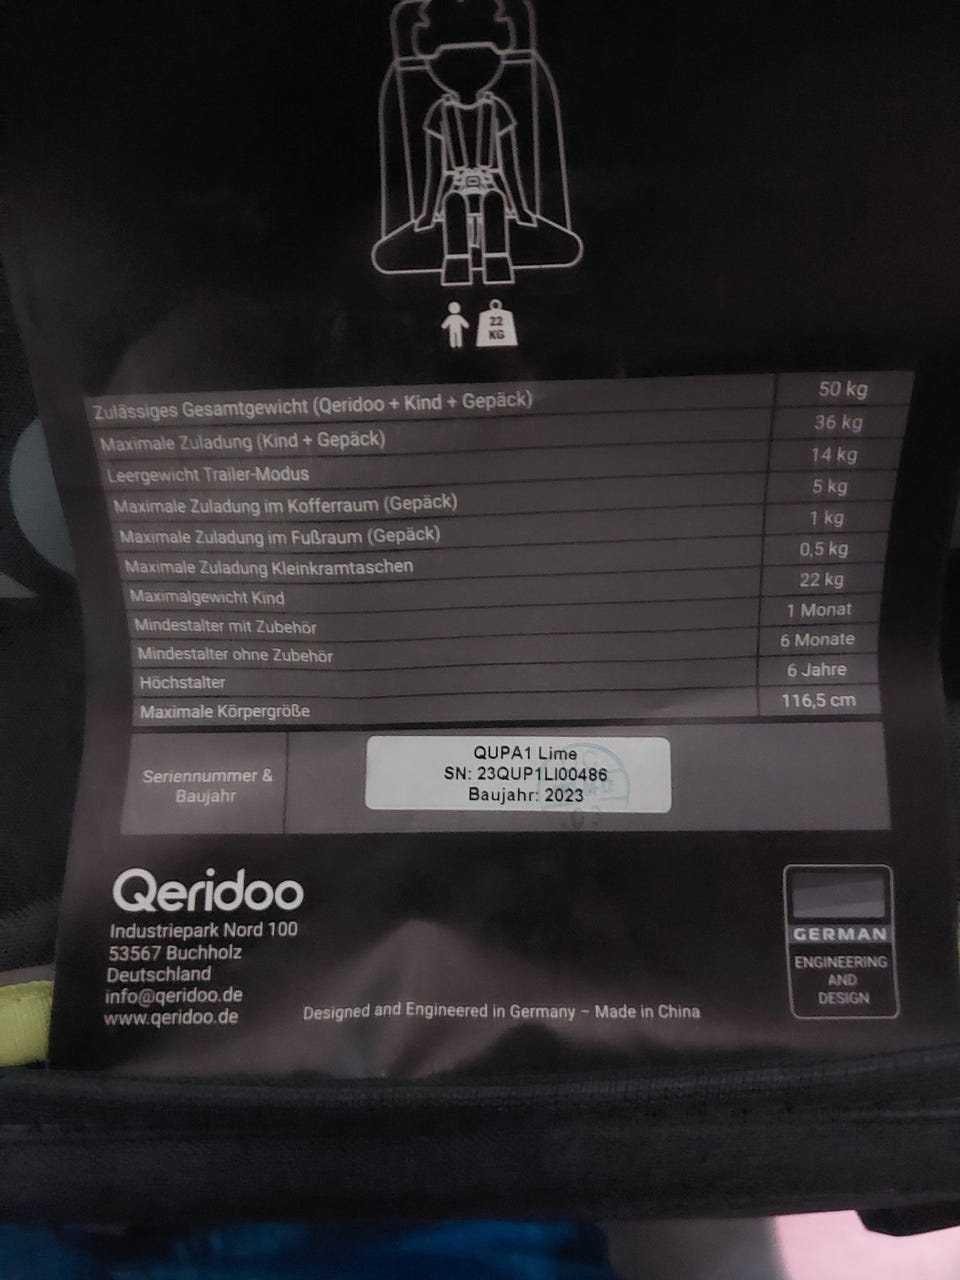 22
KG
Zulässiges Gesamtgewicht (Qeridoo + Kind + Gepäck) 50 kg
Maximale Zuladung (Kind + Gepäck) 36 kg
Leergewicht Trailer-Modus 14 kg
Maximale Zuladung im Kofferraum (Gepäck) 5 kg
Maximale Zuladung im Fußraum (Gepäck) 1 kg
Maximale Zuladung Kleinkramtaschen 0,5 kg
Maximalgewicht Kind 22 kg
Mindestalter mit Zubehör 1 Monat
Mindestalter ohne Zubehör 6 Monate
Höchstalter 6 Jahre
Maximale Körpergröße 116,5 cm
Seriennummer &
Baujahr
QUPA1 Lime
SN: 23QUP1LI00486
Baujahr: 2023
Qeridoo
Industriepark Nord 100
53567 Buchholz
Deutschland
info@qeridoo.de
www.qeridoo.de
Designed and Engineered in Germany – Made in China
GERMAN
ENGINEERING
AND
DESIGN